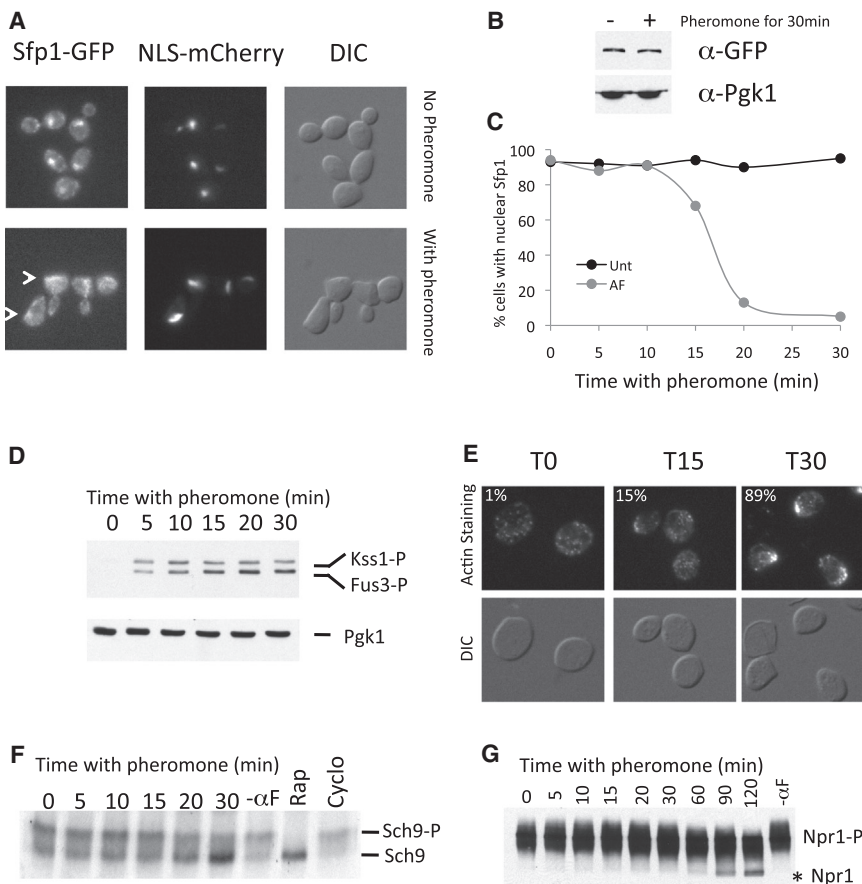 A
Sfp1-GFP NLS-mCherry DIC
No Pheromone
With pheromone
B
- + Pheromone for 30min
α-GFP
α-Pgk1
C
% cells with nuclear Sfp1
100
80
60
40
20
0
Unt
AF
0 5 10 15 20 25 30
Time with pheromone (min)
D
Time with pheromone (min)
0 5 10 15 20 30
Kss1-P
Fus3-P
Pgk1
E
T0 T15 T30
Actin Staining
1% 15% 89%
DIC
F
Time with pheromone (min)
0 5 10 15 20 30 -αF Rap Cyclo
Sch9-P
Sch9
G
Time with pheromone (min)
0 5 10 15 20 30 60 90 120 -αF
Npr1-P
* Npr1